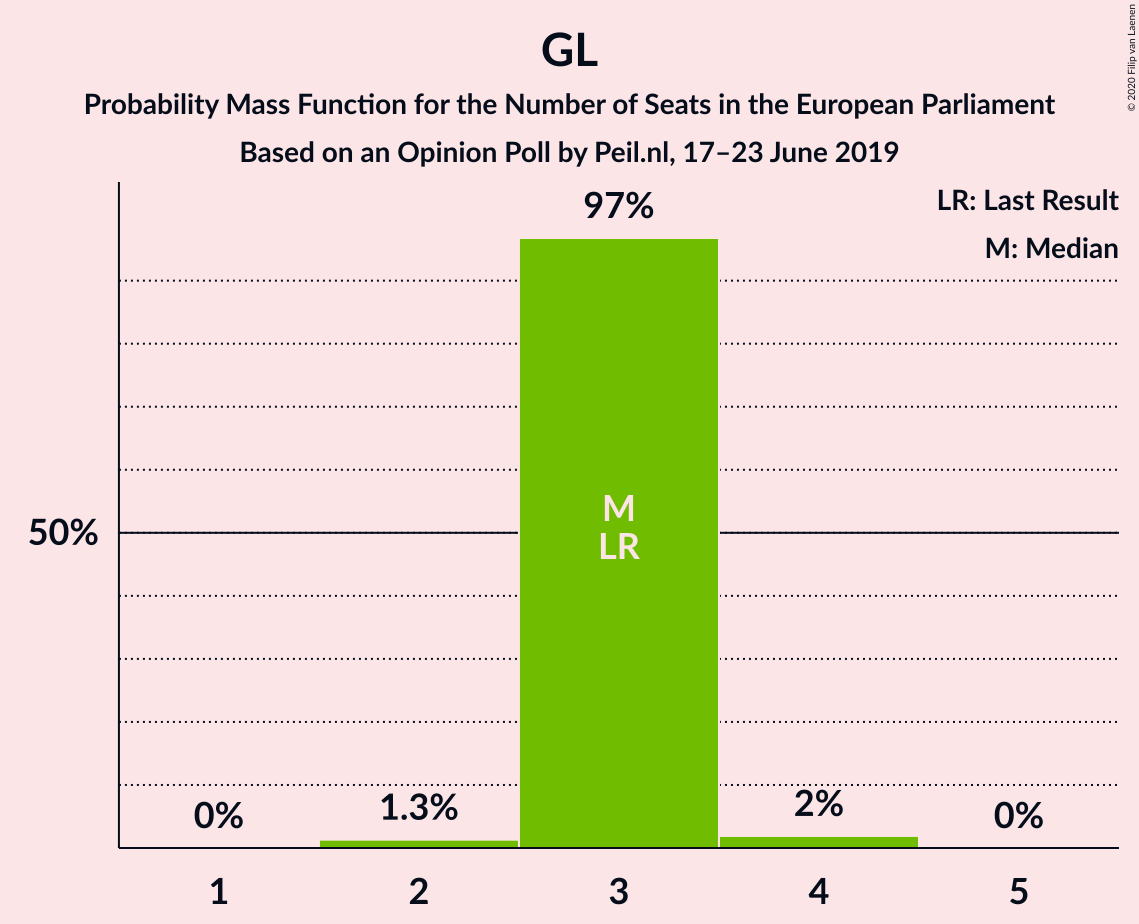 GL
Probability Mass Function for the Number of Seats in the European Parliament
Based on an Opinion Poll by Peil.nl, 17–23 June 2019
© 2020 Filip van Laenen
LR: Last Result
M: Median
97%
M
LR
50%
0%
1.3%
2%
0%
1
2
3
4
5